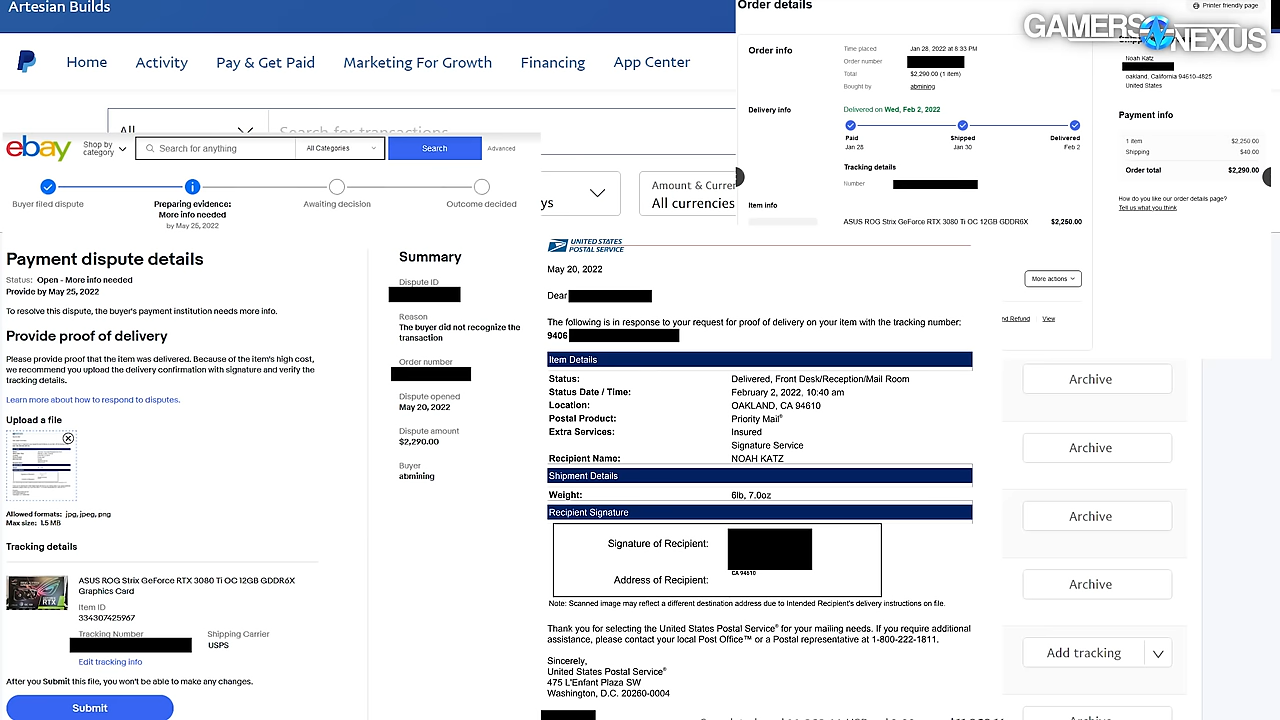 Artesian Builds
Home
Activity
Pay & Get Paid
Marketing For Growth
Financing
App Center
All
Search for transactions
ys
Amount & Curren
All currencies
ebay
Shop by
category
Search for anything
All Categories
Search
Advanced
Buyer filed dispute
Preparing evidence:
More info needed
by May 25, 2022
Awaiting decision
Outcome decided
Payment dispute details
Status: Open - More info needed
Provide by May 25, 2022
To resolve this dispute, the buyer's payment institution needs more info.
Provide proof of delivery
Please provide proof that the item was delivered. Because of the item's high cost,
we recommend you upload the delivery confirmation with signature and verify the
tracking details.
Learn more about how to respond to disputes.
Upload a file
Allowed formats: jpg, jpeg, png
Max size: 1.5 MB
Tracking details
ASUS ROG Strix GeForce RTX 3080 Ti OC 12GB GDDR6X
Graphics Card
Item ID
334307425967
Tracking Number
Shipping Carrier
USPS
Edit tracking info
After you Submit this file, you won't be able to make any changes.
Submit
Summary
Dispute ID
Reason
The buyer did not recognize the
transaction
Order number
Dispute opened
May 20, 2022
Dispute amount
$2,290.00
Buyer
abmining
UNITED STATES
POSTAL SERVICE
May 20, 2022
Dear
The following is in response to your request for proof of delivery on your item with the tracking number:
9406
Item Details
Status: Delivered, Front Desk/Reception/Mail Room
Status Date / Time: February 2, 2022, 10:40 am
Location: OAKLAND, CA 94610
Postal Product: Priority Mail®
Extra Services: Insured
Signature Service
Recipient Name: NOAH KATZ
Shipment Details
Weight: 6lb, 7.0oz
Recipient Signature
Signature of Recipient:
CA 94610
Address of Recipient:
Note: Scanned image may reflect a different destination address due to Intended Recipient's delivery instructions on file.
Thank you for selecting the United States Postal Service® for your mailing needs. If you require additional
assistance, please contact your local Post Office™ or a Postal representative at 1-800-222-1811.
Sincerely,
United States Postal Service®
475 L'Enfant Plaza SW
Washington, D.C. 20260-0004
Order details
Printer friendly page
GAMERS NEXUS
Order info
Time placed Jan 28, 2022 at 8:33 PM
Order number
Total $2,290.00 (1 item)
Bought by abmining
Delivery info
Delivered on Wed, Feb 2, 2022
Paid
Jan 28
Shipped
Jan 30
Delivered
Feb 2
Tracking details
Number
Item info
ASUS ROG Strix GeForce RTX 3080 Ti OC 12GB GDDR6X $2,250.00
More actions
nd Refund
View
Noah Katz
oakland, California 94610-4825
United States
Payment info
1 item $2,250.00
Shipping $40.00
Order total $2,290.00
How do you like our order details page?
Tell us what you think
Archive
Archive
Archive
Archive
Add tracking
Archive